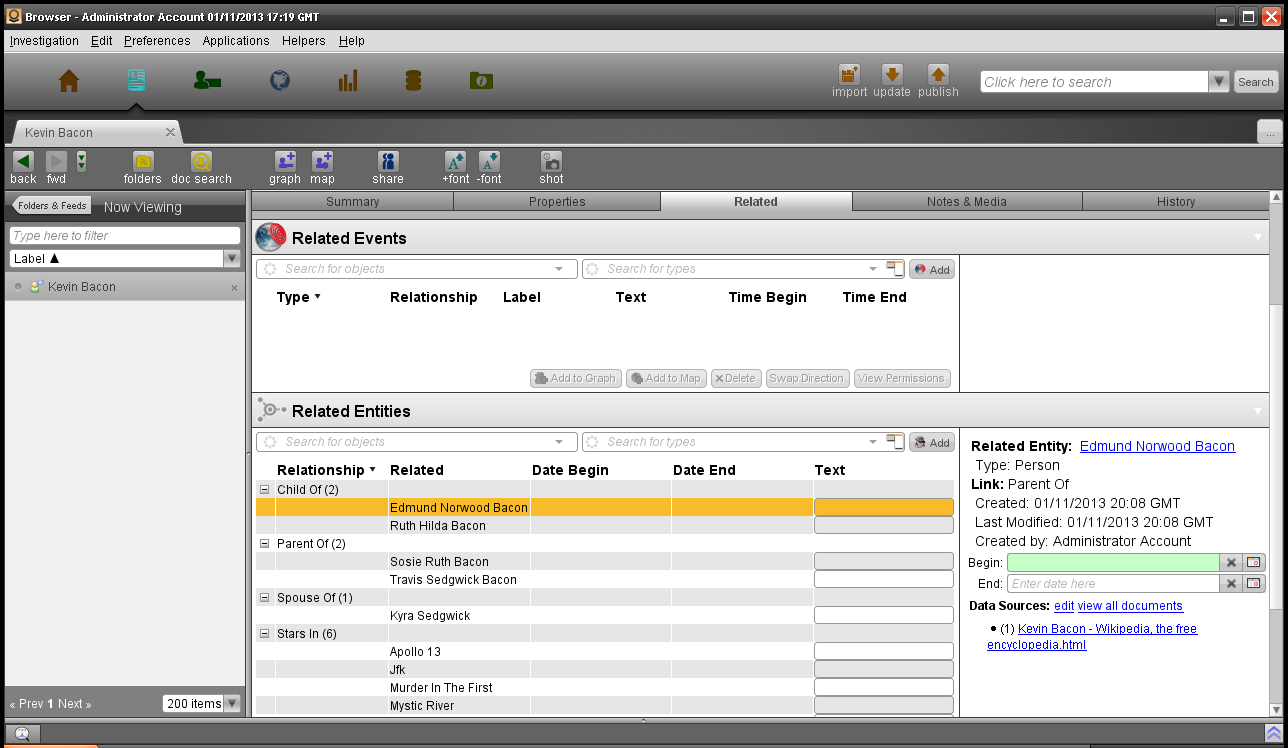 Browser - Administrator Account 01/11/2013 17:19 GMT
Investigation Edit Preferences Applications Helpers Help
import update publish Click here to search Search
Kevin Bacon ...
back fwd folders doc search graph map share +font -font shot
Folders & Feeds Now Viewing
Type here to filter
Label ▲
Kevin Bacon ×
Summary Properties Related Notes & Media History
Related Events
Search for objects Search for types Add
Type ▾ Relationship Label Text Time Begin Time End
Add to Graph Add to Map Delete Swap Direction View Permissions
Related Entities
Search for objects Search for types Add
Relationship ▾ Related Date Begin Date End Text
Child Of (2)
Edmund Norwood Bacon
Ruth Hilda Bacon
Parent Of (2)
Sosie Ruth Bacon
Travis Sedgwick Bacon
Spouse Of (1)
Kyra Sedgwick
Stars In (6)
Apollo 13
Jfk
Murder In The First
Mystic River
Related Entity: Edmund Norwood Bacon
Type: Person
Link: Parent Of
Created: 01/11/2013 20:08 GMT
Last Modified: 01/11/2013 20:08 GMT
Created by: Administrator Account
Begin:
End: Enter date here
Data Sources: edit view all documents
• (1) Kevin Bacon - Wikipedia, the free
encyclopedia.html
« Prev 1 Next » 200 items